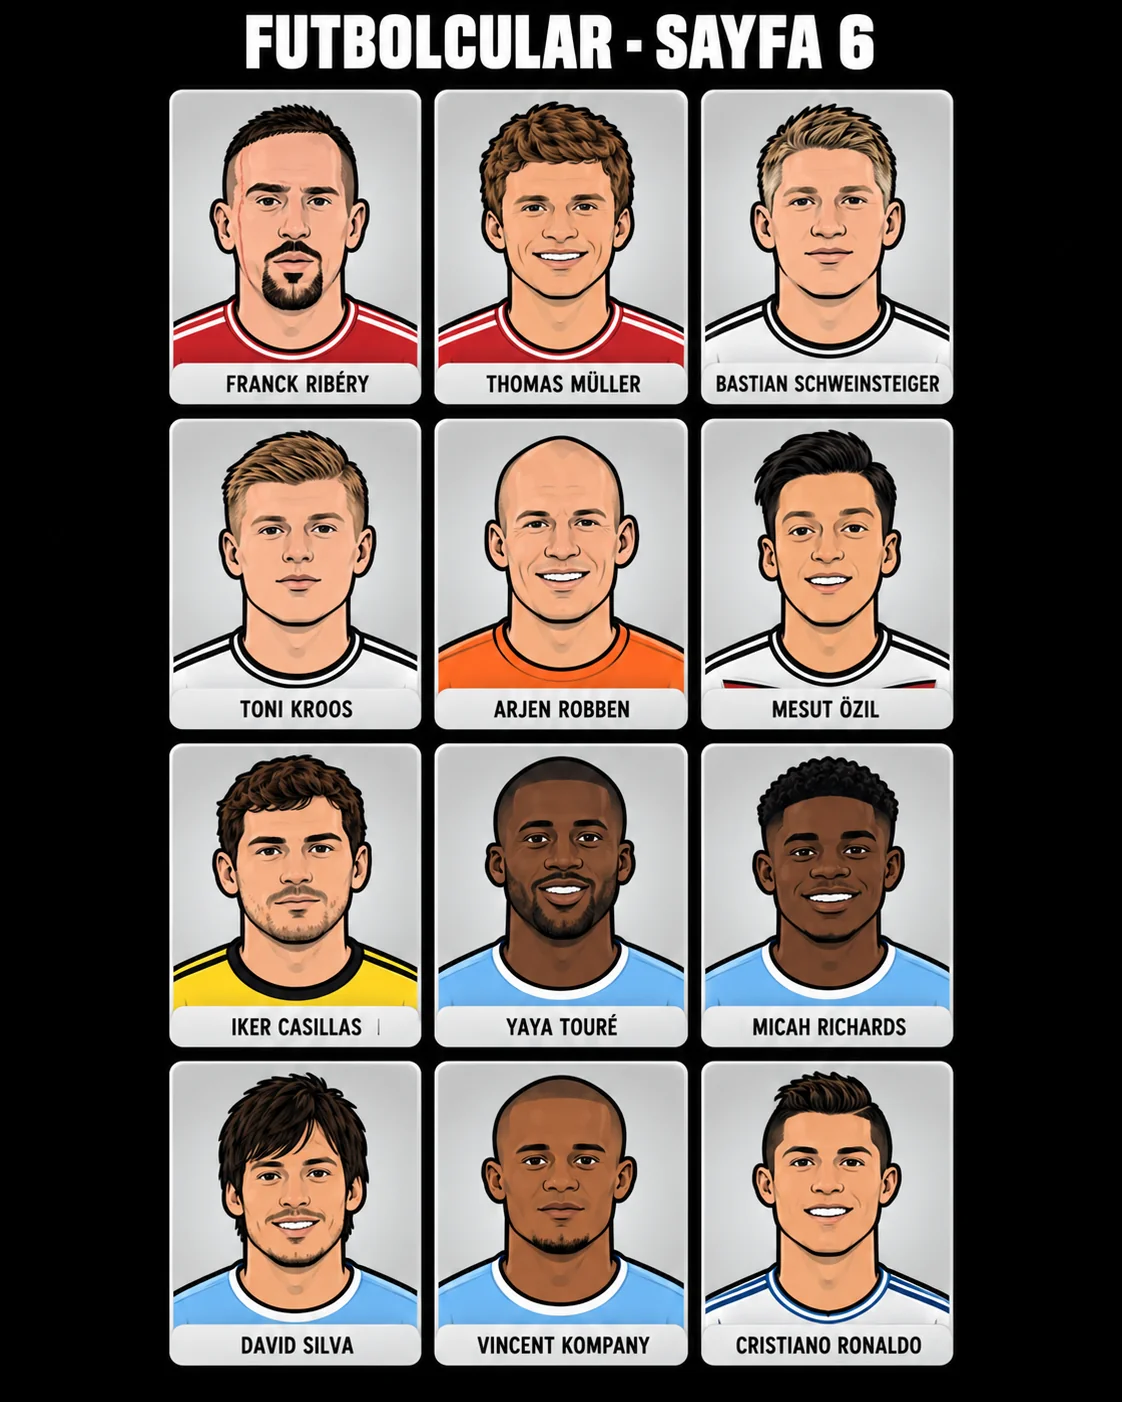 FUTBOLCULAR - SAYFA 6
FRANCK RIBÉRY
THOMAS MÜLLER
BASTIAN SCHWEINSTEIGER
TONI KROOS
ARJEN ROBBEN
MESUT ÖZIL
IKER CASILLAS
YAYA TOURÉ
MICAH RICHARDS
DAVID SILVA
VINCENT KOMPANY
CRISTIANO RONALDO